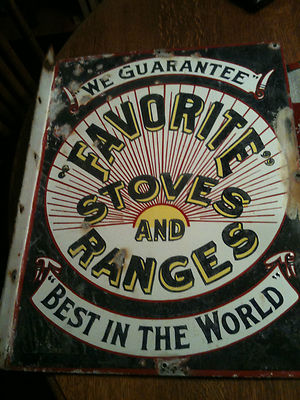 "WE GUARANTEE"
"FAVORITE"
STOVES
AND
RANGES
"BEST IN THE WORLD"